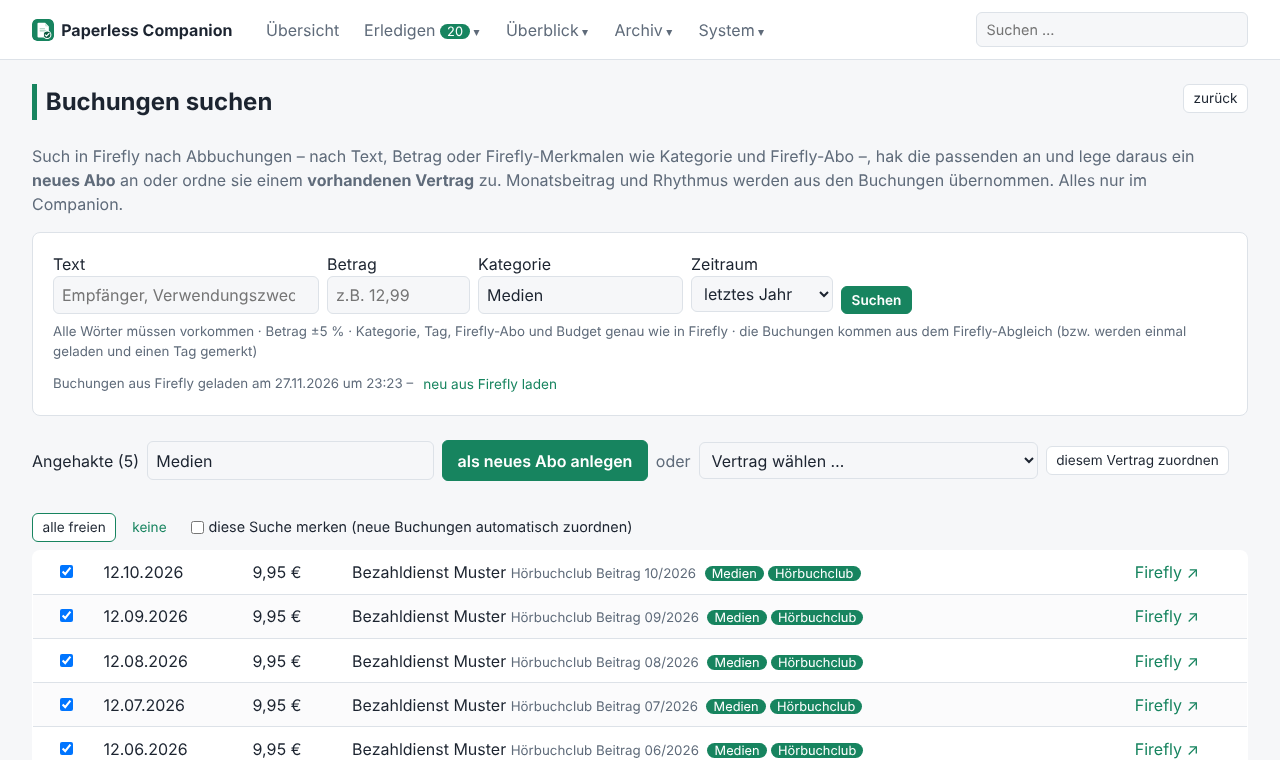 Paperless Companion Übersicht Erledigen 20 ▾ Überblick ▾ Archiv ▾ System ▾ Suchen ...
Buchungen suchen zurück
Such in Firefly nach Abbuchungen – nach Text, Betrag oder Firefly-Merkmalen wie Kategorie und Firefly-Abo –, hak die passenden an und lege daraus ein
neues Abo an oder ordne sie einem vorhandenen Vertrag zu. Monatsbeitrag und Rhythmus werden aus den Buchungen übernommen. Alles nur im
Companion.
Text Betrag Kategorie Zeitraum
Empfänger, Verwendungszwec z.B. 12,99 Medien letztes Jahr Suchen
Alle Wörter müssen vorkommen · Betrag ±5 % · Kategorie, Tag, Firefly-Abo und Budget genau wie in Firefly · die Buchungen kommen aus dem Firefly-Abgleich (bzw. werden einmal
geladen und einen Tag gemerkt)
Buchungen aus Firefly geladen am 27.11.2026 um 23:23 – neu aus Firefly laden
Angehakte (5) Medien als neues Abo anlegen oder Vertrag wählen ... diesem Vertrag zuordnen
alle freien keine diese Suche merken (neue Buchungen automatisch zuordnen)
12.10.2026 9,95 € Bezahldienst Muster Hörbuchclub Beitrag 10/2026 Medien Hörbuchclub Firefly ↗
12.09.2026 9,95 € Bezahldienst Muster Hörbuchclub Beitrag 09/2026 Medien Hörbuchclub Firefly ↗
12.08.2026 9,95 € Bezahldienst Muster Hörbuchclub Beitrag 08/2026 Medien Hörbuchclub Firefly ↗
12.07.2026 9,95 € Bezahldienst Muster Hörbuchclub Beitrag 07/2026 Medien Hörbuchclub Firefly ↗
12.06.2026 9,95 € Bezahldienst Muster Hörbuchclub Beitrag 06/2026 Medien Hörbuchclub Firefly ↗